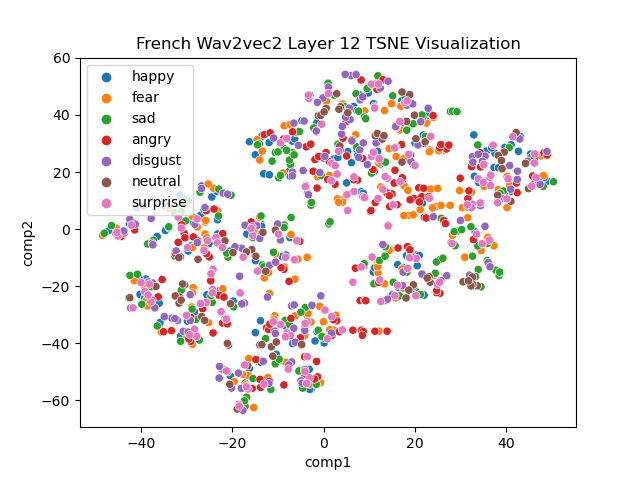 French Wav2vec2 Layer 12 TSNE Visualization
happy
fear
sad
angry
disgust
neutral
surprise
60
40
20
0
−20
−40
−60
comp2
−40 −20 0 20 40
comp1